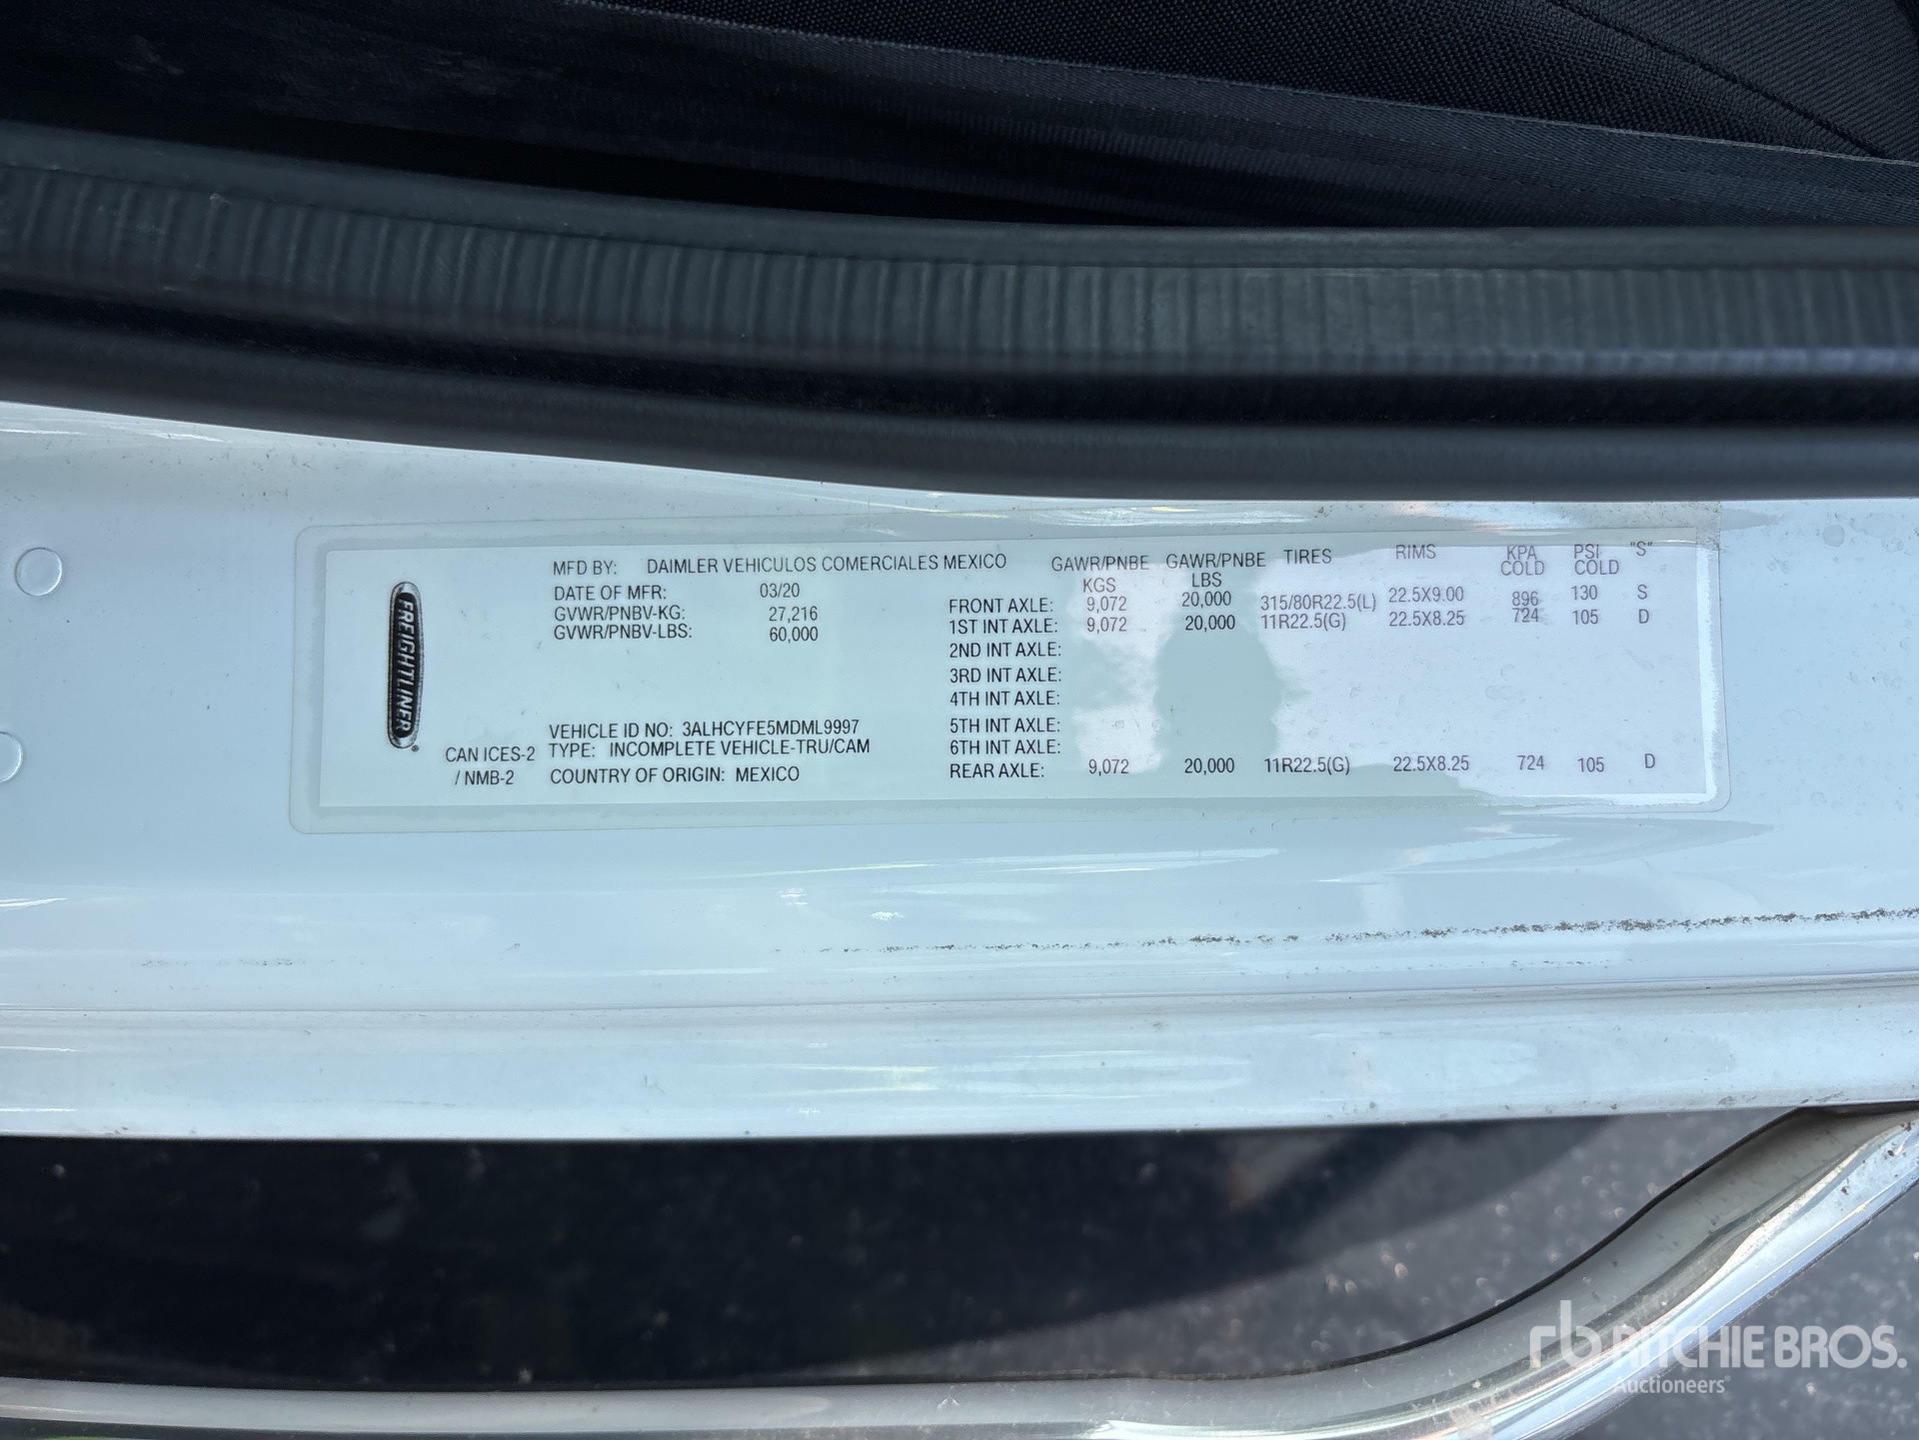 FREIGHTLINER
MFD BY: DAIMLER VEHICULOS COMERCIALES MEXICO
DATE OF MFR: 03/20
GVWR/PNBV-KG: 27,216
GVWR/PNBV-LBS: 60,000
VEHICLE ID NO: 3ALHCYFE5MDML9997
CAN ICES-2 TYPE: INCOMPLETE VEHICLE-TRU/CAM
/ NMB-2 COUNTRY OF ORIGIN: MEXICO
GAWR/PNBE GAWR/PNBE TIRES RIMS KPA PSI "S"
KGS LBS COLD COLD
FRONT AXLE: 9,072 20,000 315/80R22.5(L) 22.5X9.00 896 130 S
1ST INT AXLE: 9,072 20,000 11R22.5(G) 22.5X8.25 724 105 D
2ND INT AXLE:
3RD INT AXLE:
4TH INT AXLE:
5TH INT AXLE:
6TH INT AXLE:
REAR AXLE: 9,072 20,000 11R22.5(G) 22.5X8.25 724 105 D
rb RITCHIE BROS.
Auctioneers